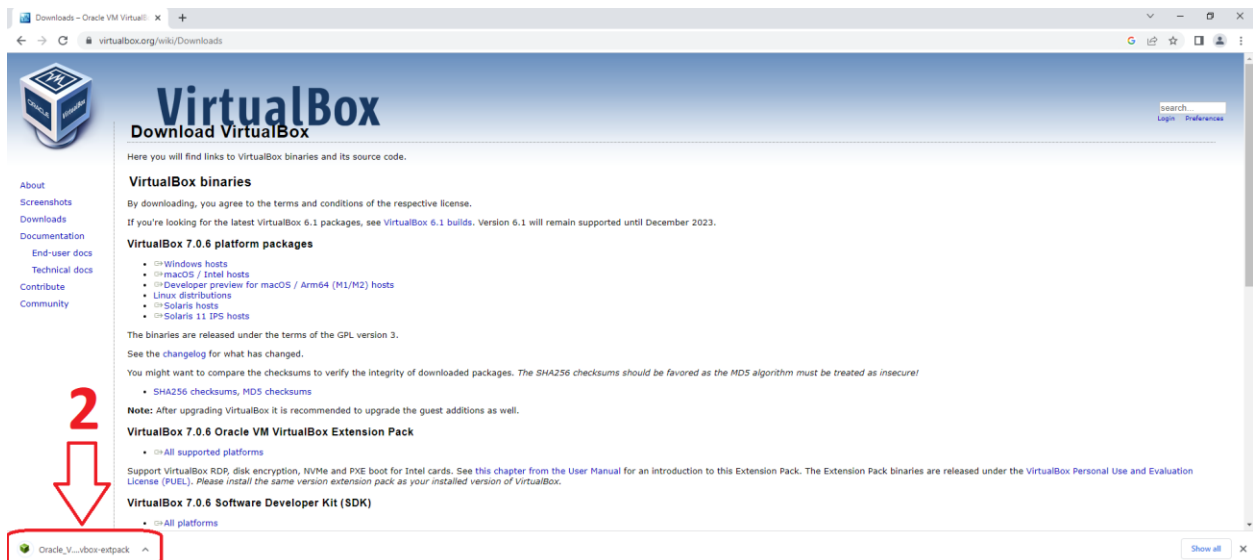 Downloads – Oracle VM VirtualB
virtualbox.org/wiki/Downloads
VirtualBox
search...
Login Preferences
Download VirtualBox
Here you will find links to VirtualBox binaries and its source code.
About
Screenshots
Downloads
Documentation
End-user docs
Technical docs
Contribute
Community
VirtualBox binaries
By downloading, you agree to the terms and conditions of the respective license.
If you're looking for the latest VirtualBox 6.1 packages, see VirtualBox 6.1 builds. Version 6.1 will remain supported until December 2023.
VirtualBox 7.0.6 platform packages
Windows hosts
macOS / Intel hosts
Developer preview for macOS / Arm64 (M1/M2) hosts
Linux distributions
Solaris hosts
Solaris 11 IPS hosts
The binaries are released under the terms of the GPL version 3.
See the changelog for what has changed.
You might want to compare the checksums to verify the integrity of downloaded packages. The SHA256 checksums should be favored as the MD5 algorithm must be treated as insecure!
SHA256 checksums, MD5 checksums
Note: After upgrading VirtualBox it is recommended to upgrade the guest additions as well.
VirtualBox 7.0.6 Oracle VM VirtualBox Extension Pack
All supported platforms
Support VirtualBox RDP, disk encryption, NVMe and PXE boot for Intel cards. See this chapter from the User Manual for an introduction to this Extension Pack. The Extension Pack binaries are released under the VirtualBox Personal Use and Evaluation
License (PUEL). Please install the same version extension pack as your installed version of VirtualBox.
VirtualBox 7.0.6 Software Developer Kit (SDK)
All platforms
2
Oracle_V....vbox-extpack
Show all